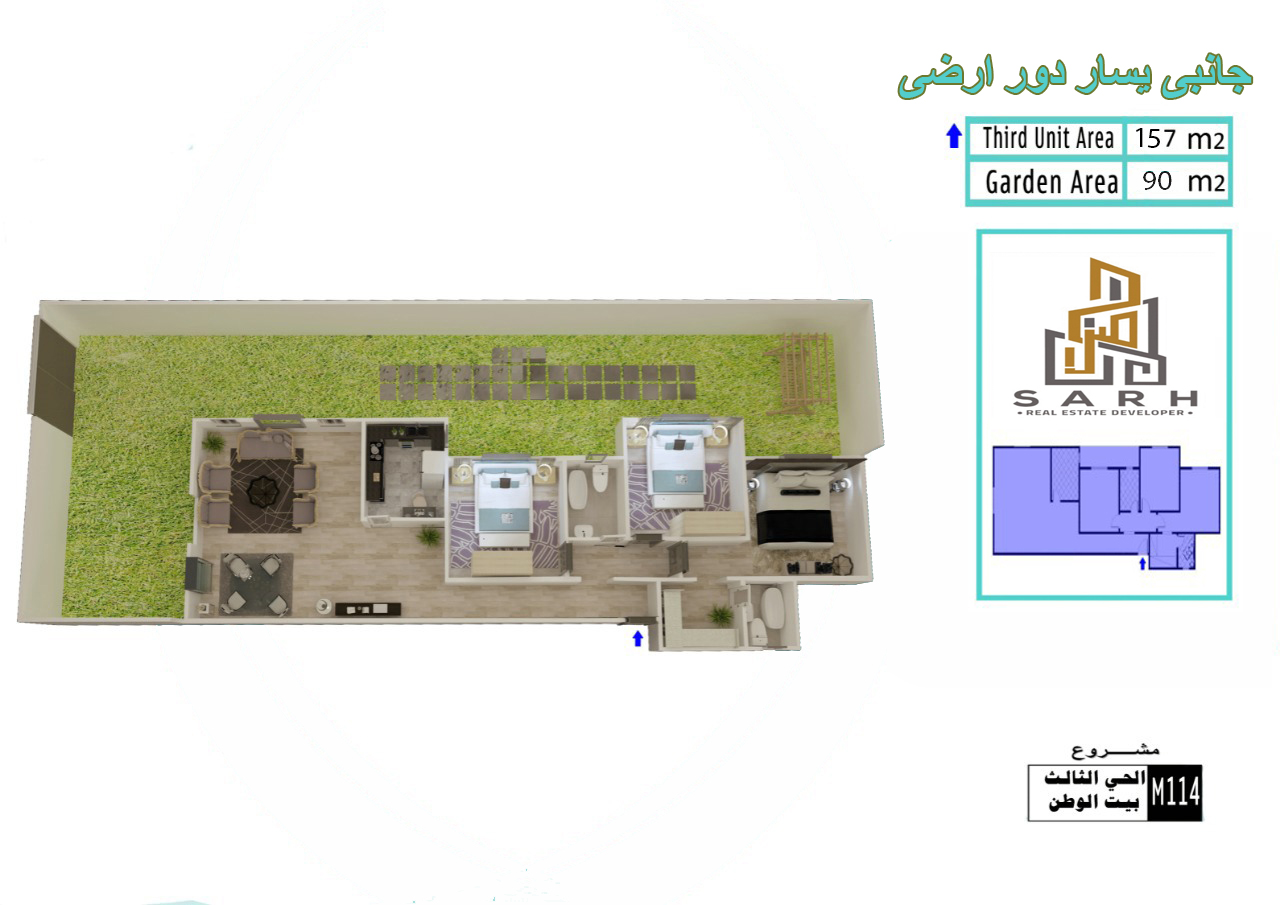 جانبى يسار دور ارضى
Third Unit Area 157 m2
Garden Area 90 m2
صرح
SARH
• REAL ESTATE DEVELOPER •
مشــــروع
الحي الثالث
بيت الوطن
M114